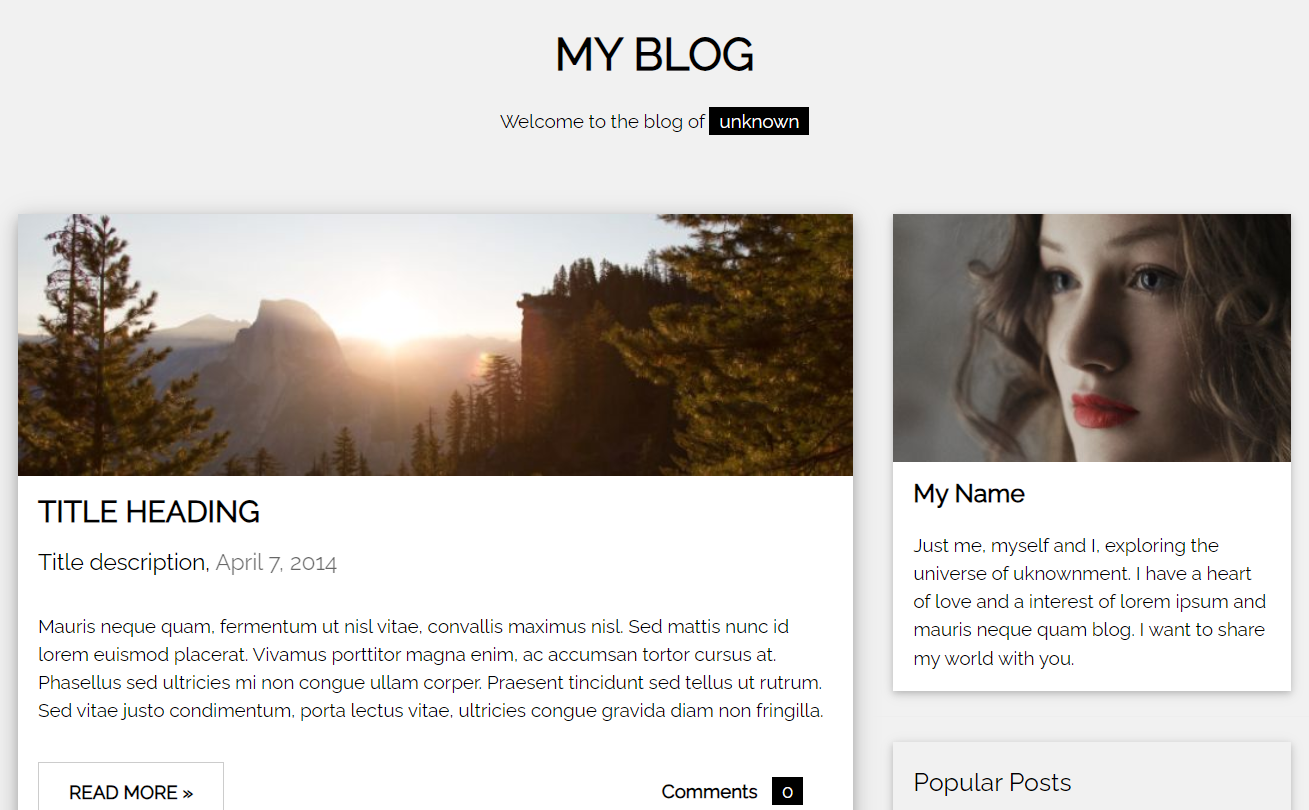 MY BLOG
Welcome to the blog of unknown
TITLE HEADING
Title description, April 7, 2014
Mauris neque quam, fermentum ut nisl vitae, convallis maximus nisl. Sed mattis nunc id
lorem euismod placerat. Vivamus porttitor magna enim, ac accumsan tortor cursus at.
Phasellus sed ultricies mi non congue ullam corper. Praesent tincidunt sed tellus ut rutrum.
Sed vitae justo condimentum, porta lectus vitae, ultricies congue gravida diam non fringilla.
READ MORE »
Comments 0
My Name
Just me, myself and I, exploring the
universe of uknownment. I have a heart
of love and a interest of lorem ipsum and
mauris neque quam blog. I want to share
my world with you.
Popular Posts